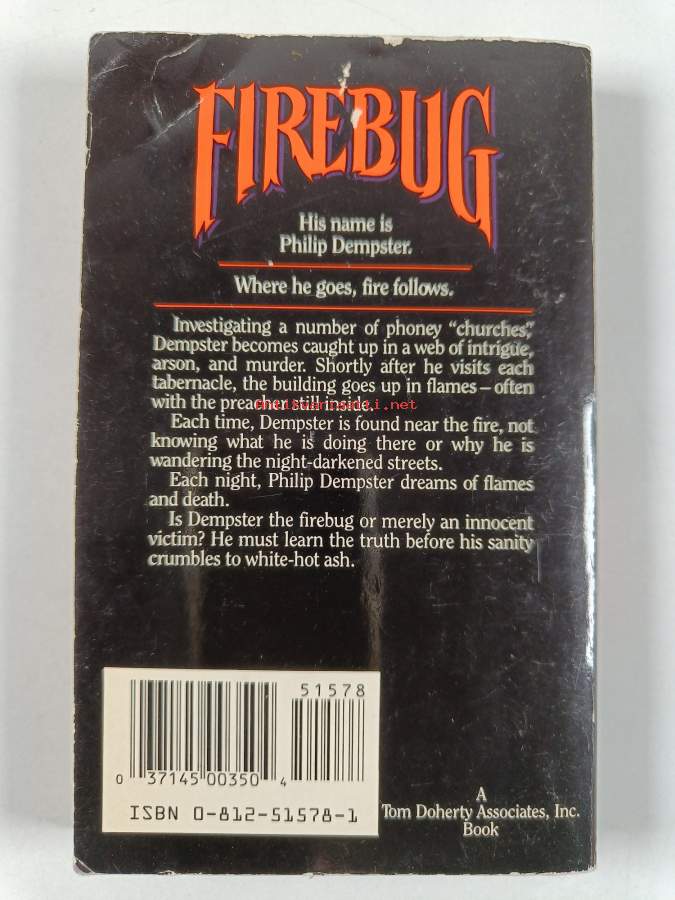 FIREBUG
His name is
Philip Dempster.
Where he goes, fire follows.
Investigating a number of phoney "churches,"
Dempster becomes caught up in a web of intrigue,
arson, and murder. Shortly after he visits each
tabernacle, the building goes up in flames—often
with the preacher still inside.
antikvariaatti.net
Each time, Dempster is found near the fire, not
knowing what he is doing there or why he is
wandering the night-darkened streets.
Each night, Philip Dempster dreams of flames
and death.
Is Dempster the firebug or merely an innocent
victim? He must learn the truth before his sanity
crumbles to white-hot ash.
51578
0 37145 00350 4
ISBN 0-812-51578-1
A
Tom Doherty Associates, Inc.
Book